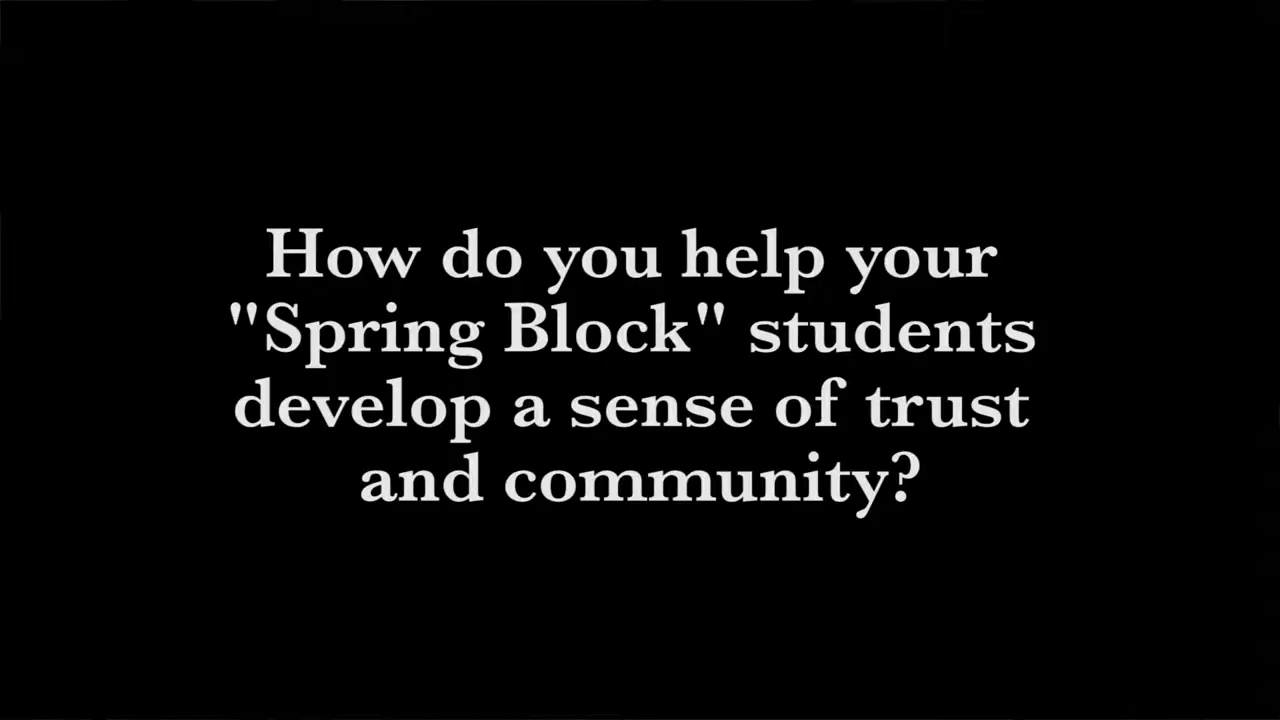 How do you help your
"Spring Block" students
develop a sense of trust
and community?